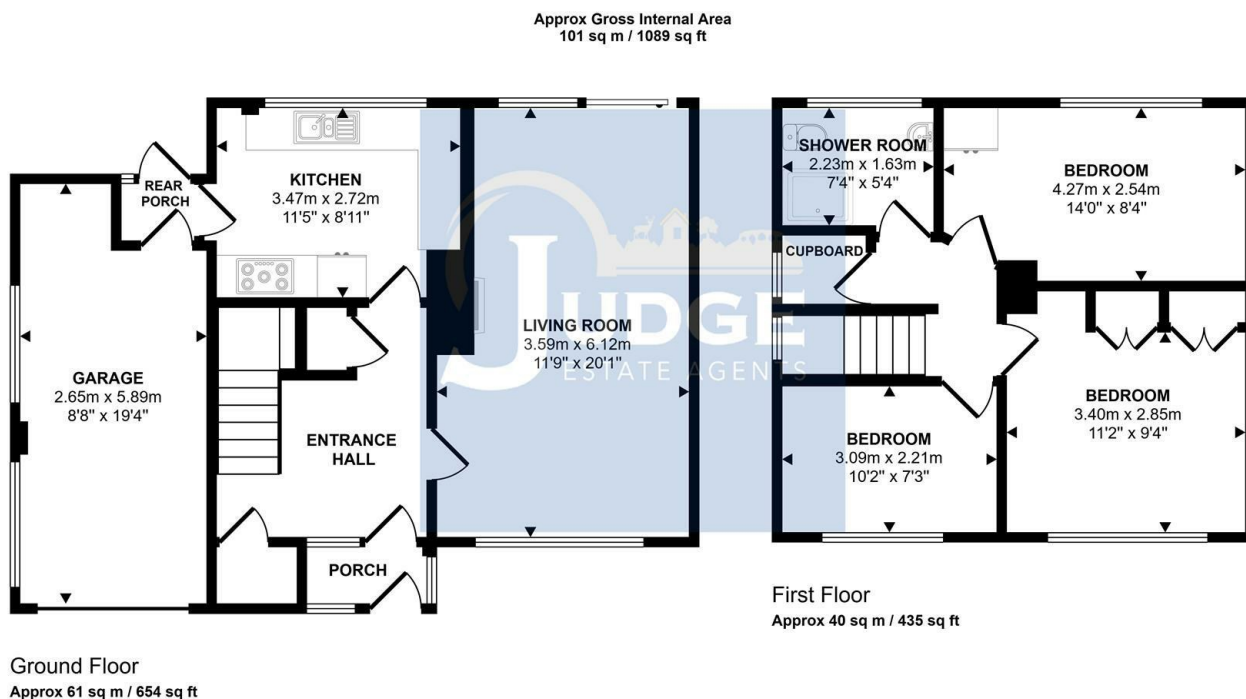 Approx Gross Internal Area
101 sq m / 1089 sq ft
REAR
PORCH
KITCHEN
3.47m x 2.72m
11'5" x 8'11"
GARAGE
2.65m x 5.89m
8'8" x 19'4"
ENTRANCE
HALL
PORCH
LIVING ROOM
3.59m x 6.12m
11'9" x 20'1"
JUDGE
ESTATE AGENTS
SHOWER ROOM
2.23m x 1.63m
7'4" x 5'4"
CUPBOARD
BEDROOM
4.27m x 2.54m
14'0" x 8'4"
BEDROOM
3.40m x 2.85m
11'2" x 9'4"
BEDROOM
3.09m x 2.21m
10'2" x 7'3"
Ground Floor
Approx 61 sq m / 654 sq ft
First Floor
Approx 40 sq m / 435 sq ft